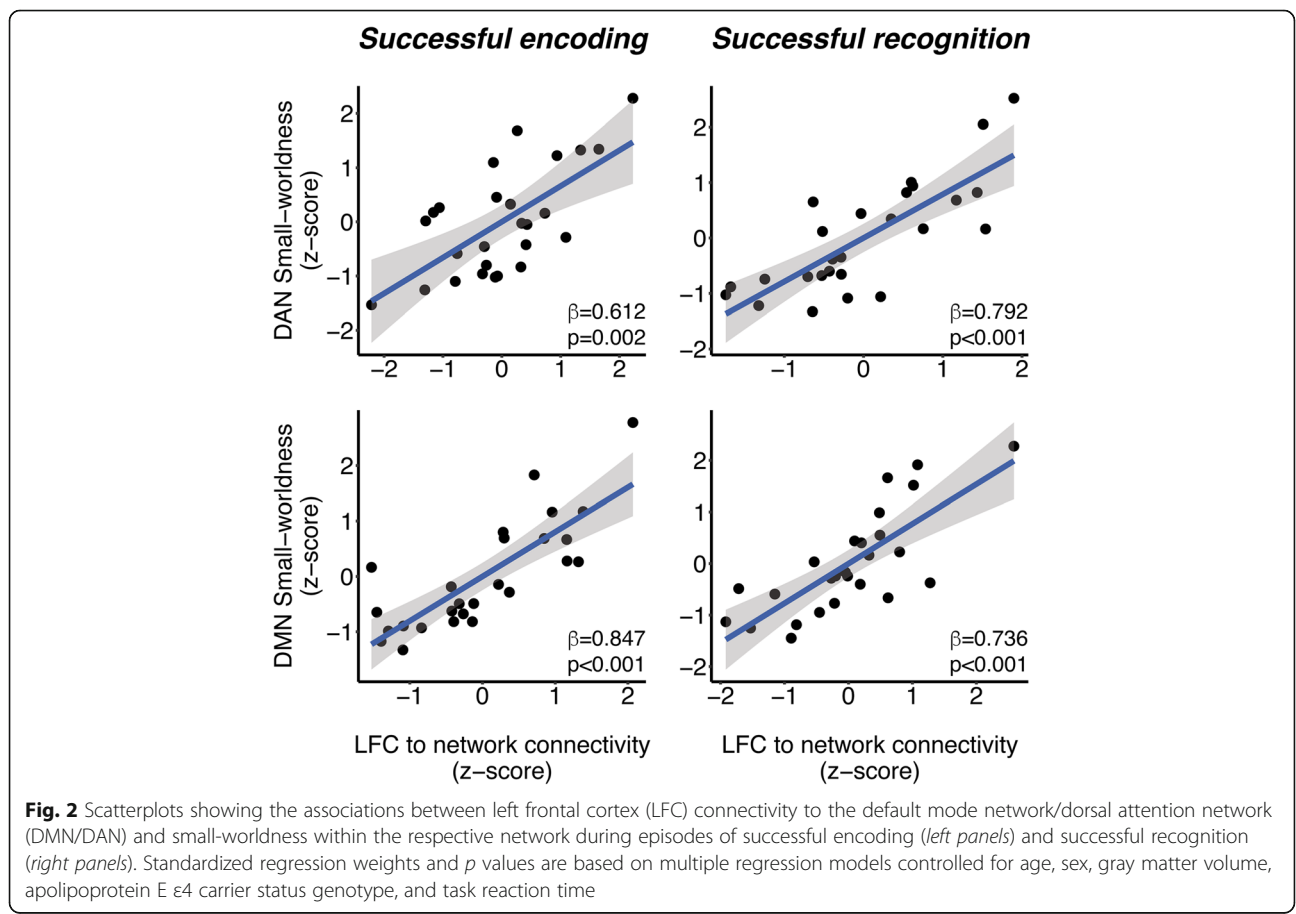 Successful encoding
Successful recognition
DAN Small−worldness
(z−score)
2
1
0
−1
−2
β=0.612
p=0.002
−2 −1 0 1 2
2
1
0
−1
−2
β=0.792
p<0.001
−1 0 1 2
DMN Small−worldness
(z−score)
2
1
0
−1
β=0.847
p<0.001
−1 0 1 2
2
1
0
−1
−2
β=0.736
p<0.001
−2 −1 0 1 2
LFC to network connectivity
(z−score)
LFC to network connectivity
(z−score)
Fig. 2 Scatterplots showing the associations between left frontal cortex (LFC) connectivity to the default mode network/dorsal attention network
(DMN/DAN) and small-worldness within the respective network during episodes of successful encoding (left panels) and successful recognition
(right panels). Standardized regression weights and p values are based on multiple regression models controlled for age, sex, gray matter volume,
apolipoprotein E ε4 carrier status genotype, and task reaction time